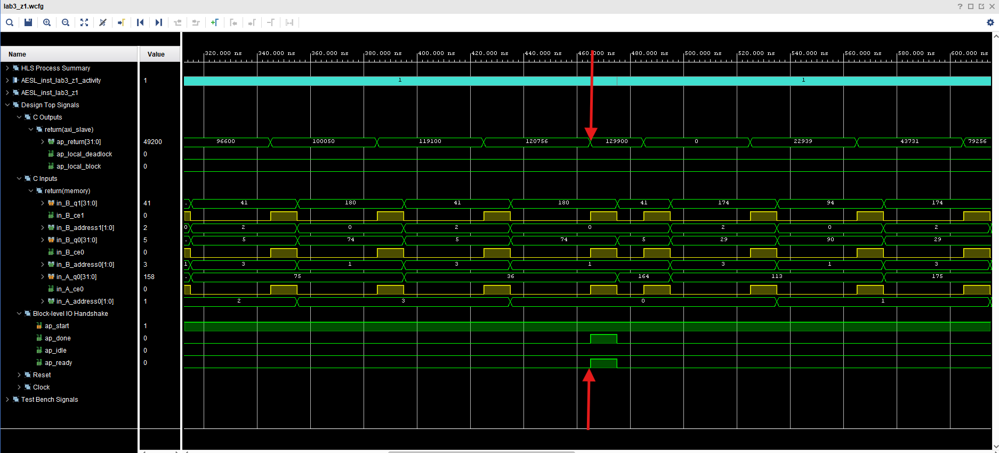 lab3_z1.wcfg
?
Name Value
320.000 ns 340.000 ns 360.000 ns 380.000 ns 400.000 ns 420.000 ns 440.000 ns 460.000 ns 480.000 ns 500.000 ns 520.000 ns 540.000 ns 560.000 ns 580.000 ns 600.000 ns
HLS Process Summary
AESL_inst_lab3_z1_activity 1 1 1
AESL_inst_lab3_z1
Design Top Signals
C Outputs
return(axi_slave)
ap_return[31:0] 49200 96600 100050 119100 120756 129900 0 22939 43731 79256
ap_local_deadlock 0
ap_local_block 0
C Inputs
return(memory)
in_B_q1[31:0] 41 . 41 180 41 180 41 174 94 174
in_B_ce1 0
in_B_address1[1:0] 2 0 2 0 2 0 2 0 2
in_B_q0[31:0] 5 . 5 74 5 74 5 29 90 29
in_B_ce0 0
in_B_address0[1:0] 3 1 3 1 3 1 3 1 3
in_A_q0[31:0] 158 . 75 36 164 113 175
in_A_ce0 0
in_A_address0[1:0] 1 2 3 0 1
Block-level IO Handshake
ap_start 1
ap_done 0
ap_idle 0
ap_ready 0
Reset
Clock
Test Bench Signals